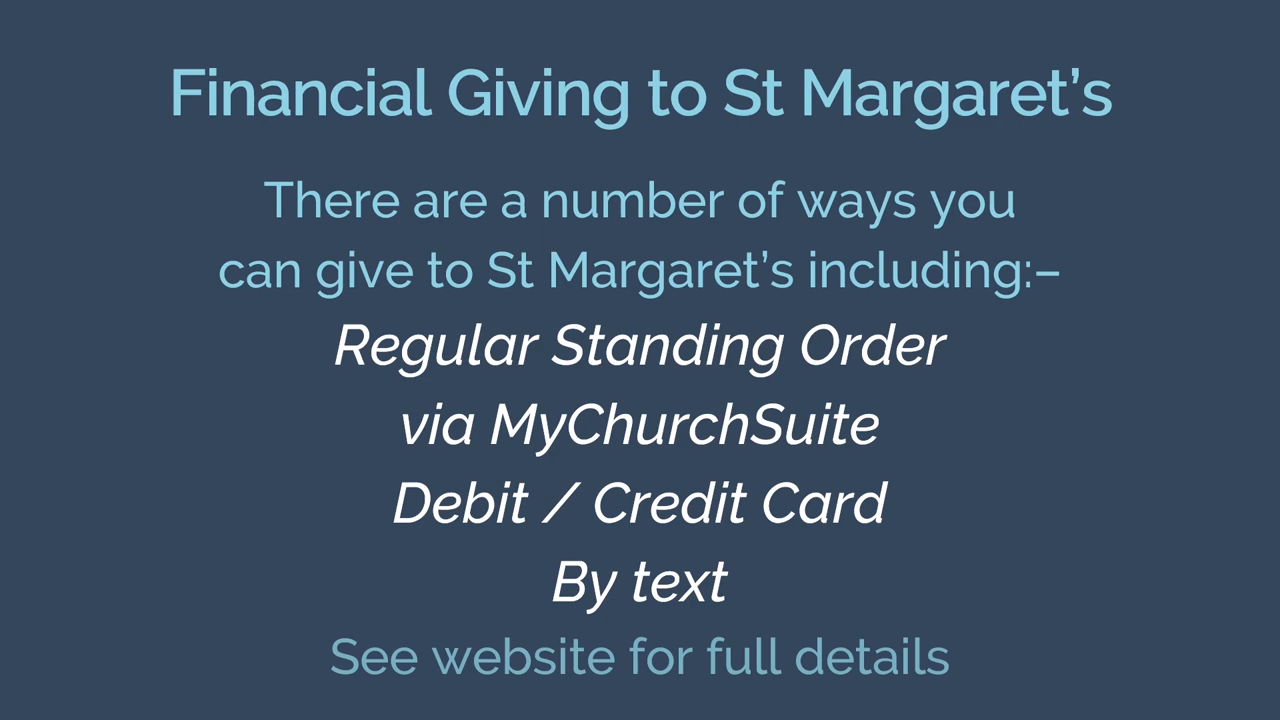 Financial Giving to St Margaret’s
There are a number of ways you
can give to St Margaret’s including:–
Regular Standing Order
via MyChurchSuite
Debit / Credit Card
By text
See website for full details